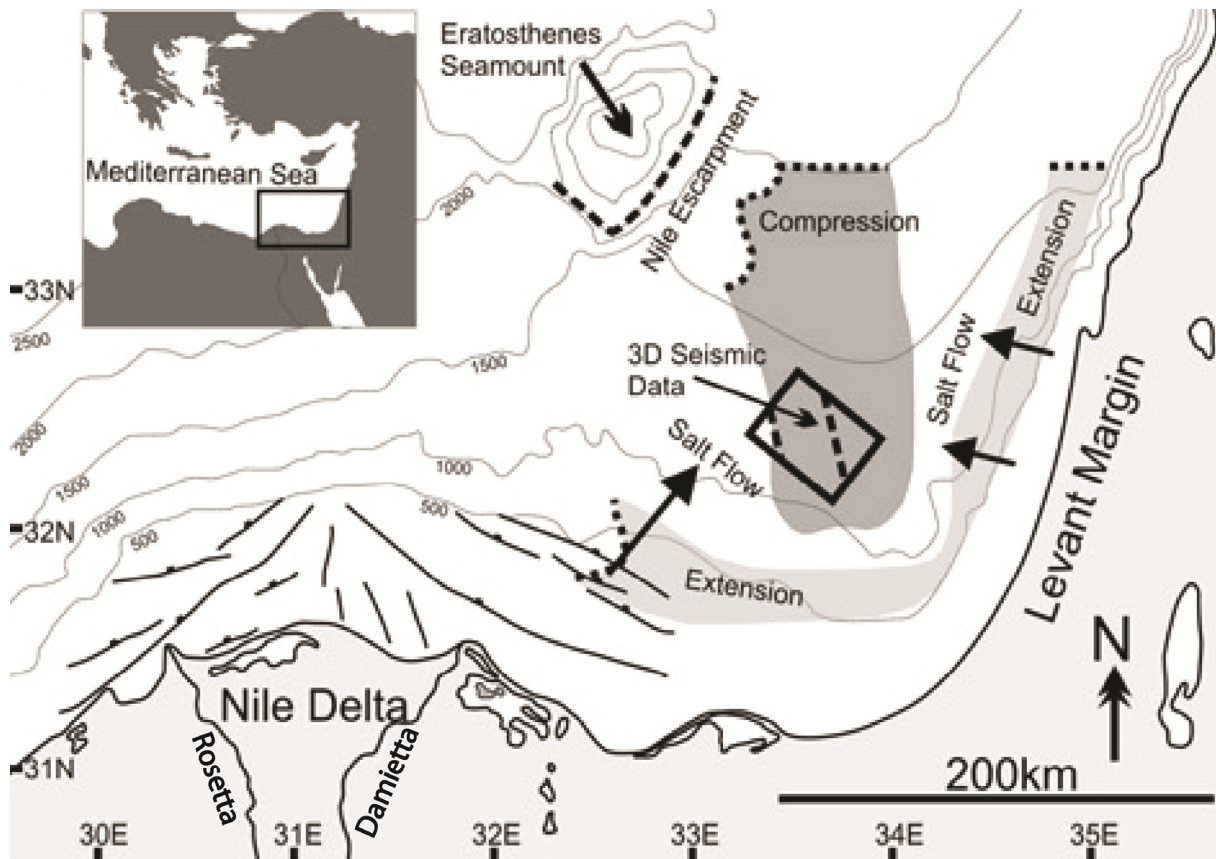 Eratosthenes
Seamount
Mediterranean Sea
2000
Nile Escarpment
Compression
Extension
33N
2500
1500
3D Seismic
Data
Salt Flow
Salt Flow
Levant Margin
2000
1000
1500
1000
500
500
32N
Extension
N
Nile Delta
Rosetta
Damietta
31N
200km
30E
31E
32E
33E
34E
35E